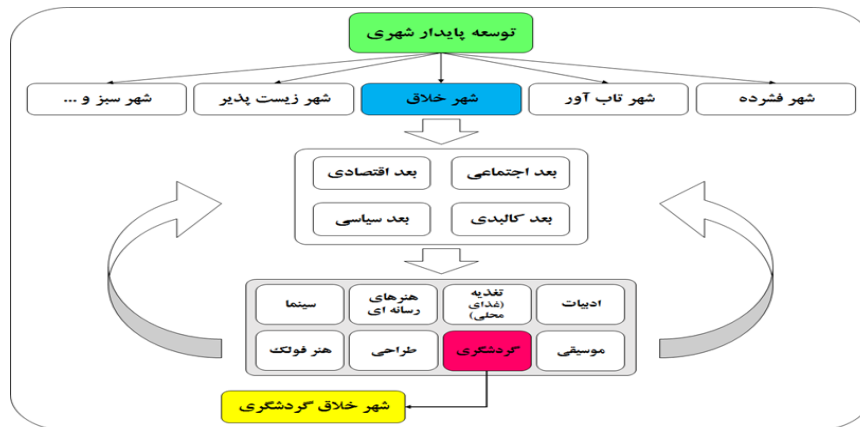 توسعه پایدار شهری
شهر فشرده
شهر تاب آور
شهر خلاق
شهر زیست پذیر
شهر سبز و ...
بعد اجتماعی
بعد اقتصادی
بعد کالبدی
بعد سیاسی
ادبیات
تغذیه
(غذای
محلی)
هنرهای
رسانه ای
سینما
موسیقی
گردشگری
طراحی
هنر فولک
شهر خلاق گردشگری